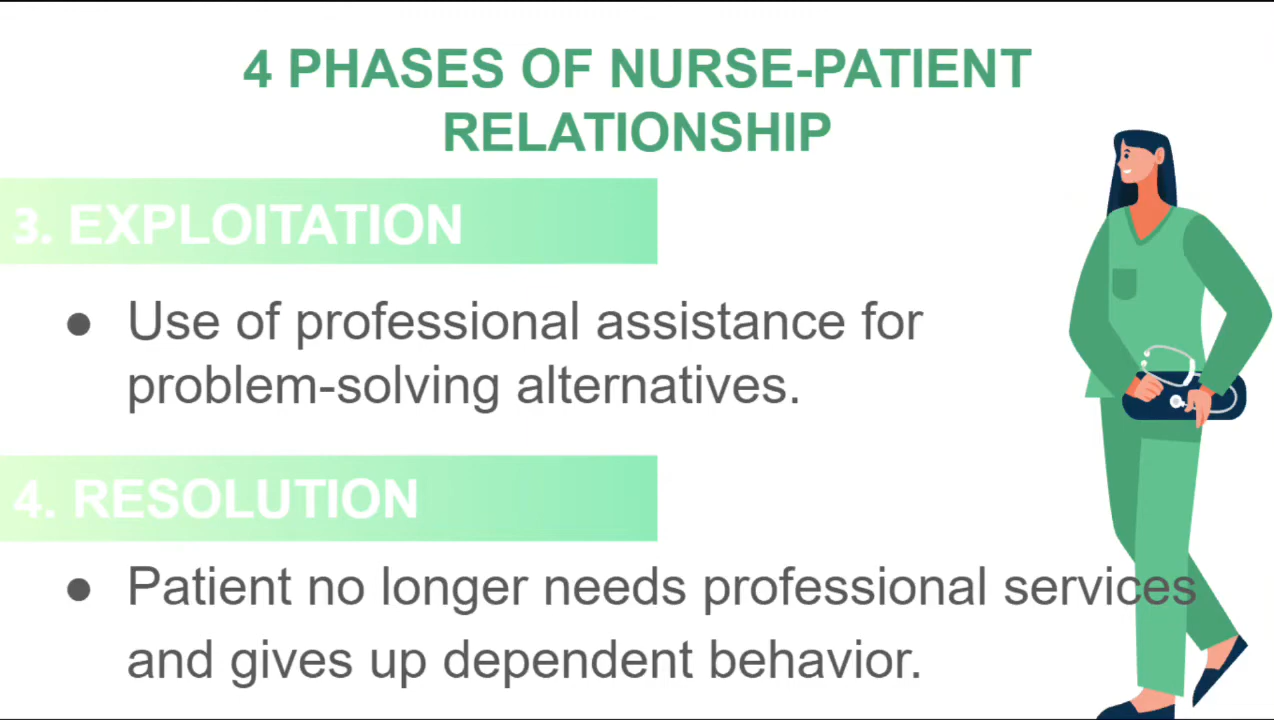 4 PHASES OF NURSE-PATIENT
RELATIONSHIP
3. EXPLOITATION
● Use of professional assistance for
problem-solving alternatives.
4. RESOLUTION
● Patient no longer needs professional services
and gives up dependent behavior.